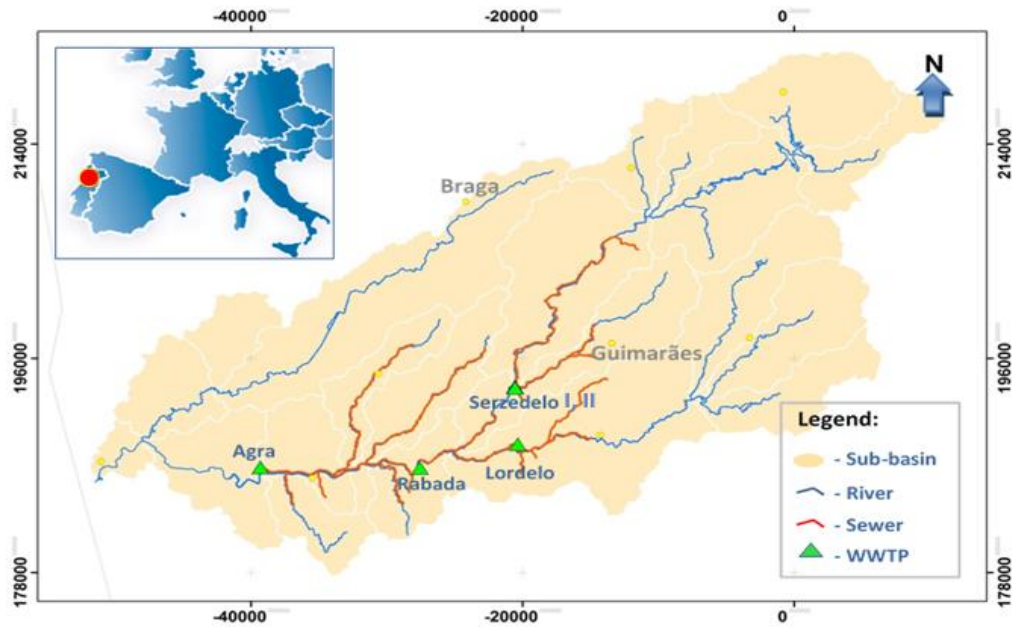 -40000
-20000
0
N
214000
214000
Braga
196000
196000
Guimarães
Serzedelo I, II
Legend:
- Sub-basin
- River
- Sewer
- WWTP
Agra
Rabada
Lordelo
178000
178000
-40000
-20000
0